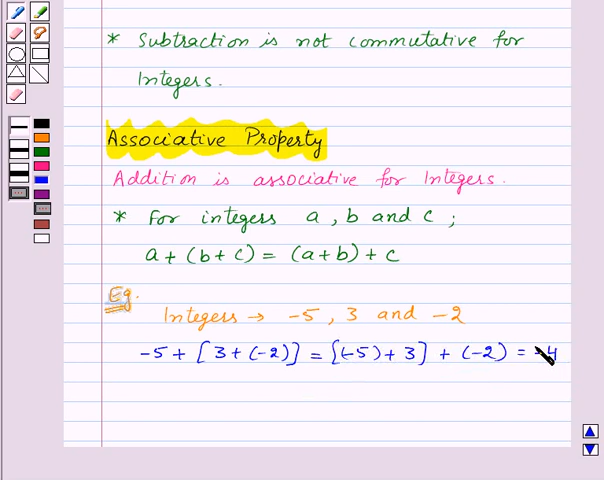 * Subtraction is not commutative for
Integers.
Associative Property
Addition is associative for Integers.
* For integers a, b and c;
a + (b + c) = (a + b) + c
Eg.
Integers → -5, 3 and -2
-5 + [3 + (-2)] = [(-5) + 3] + (-2) = -4